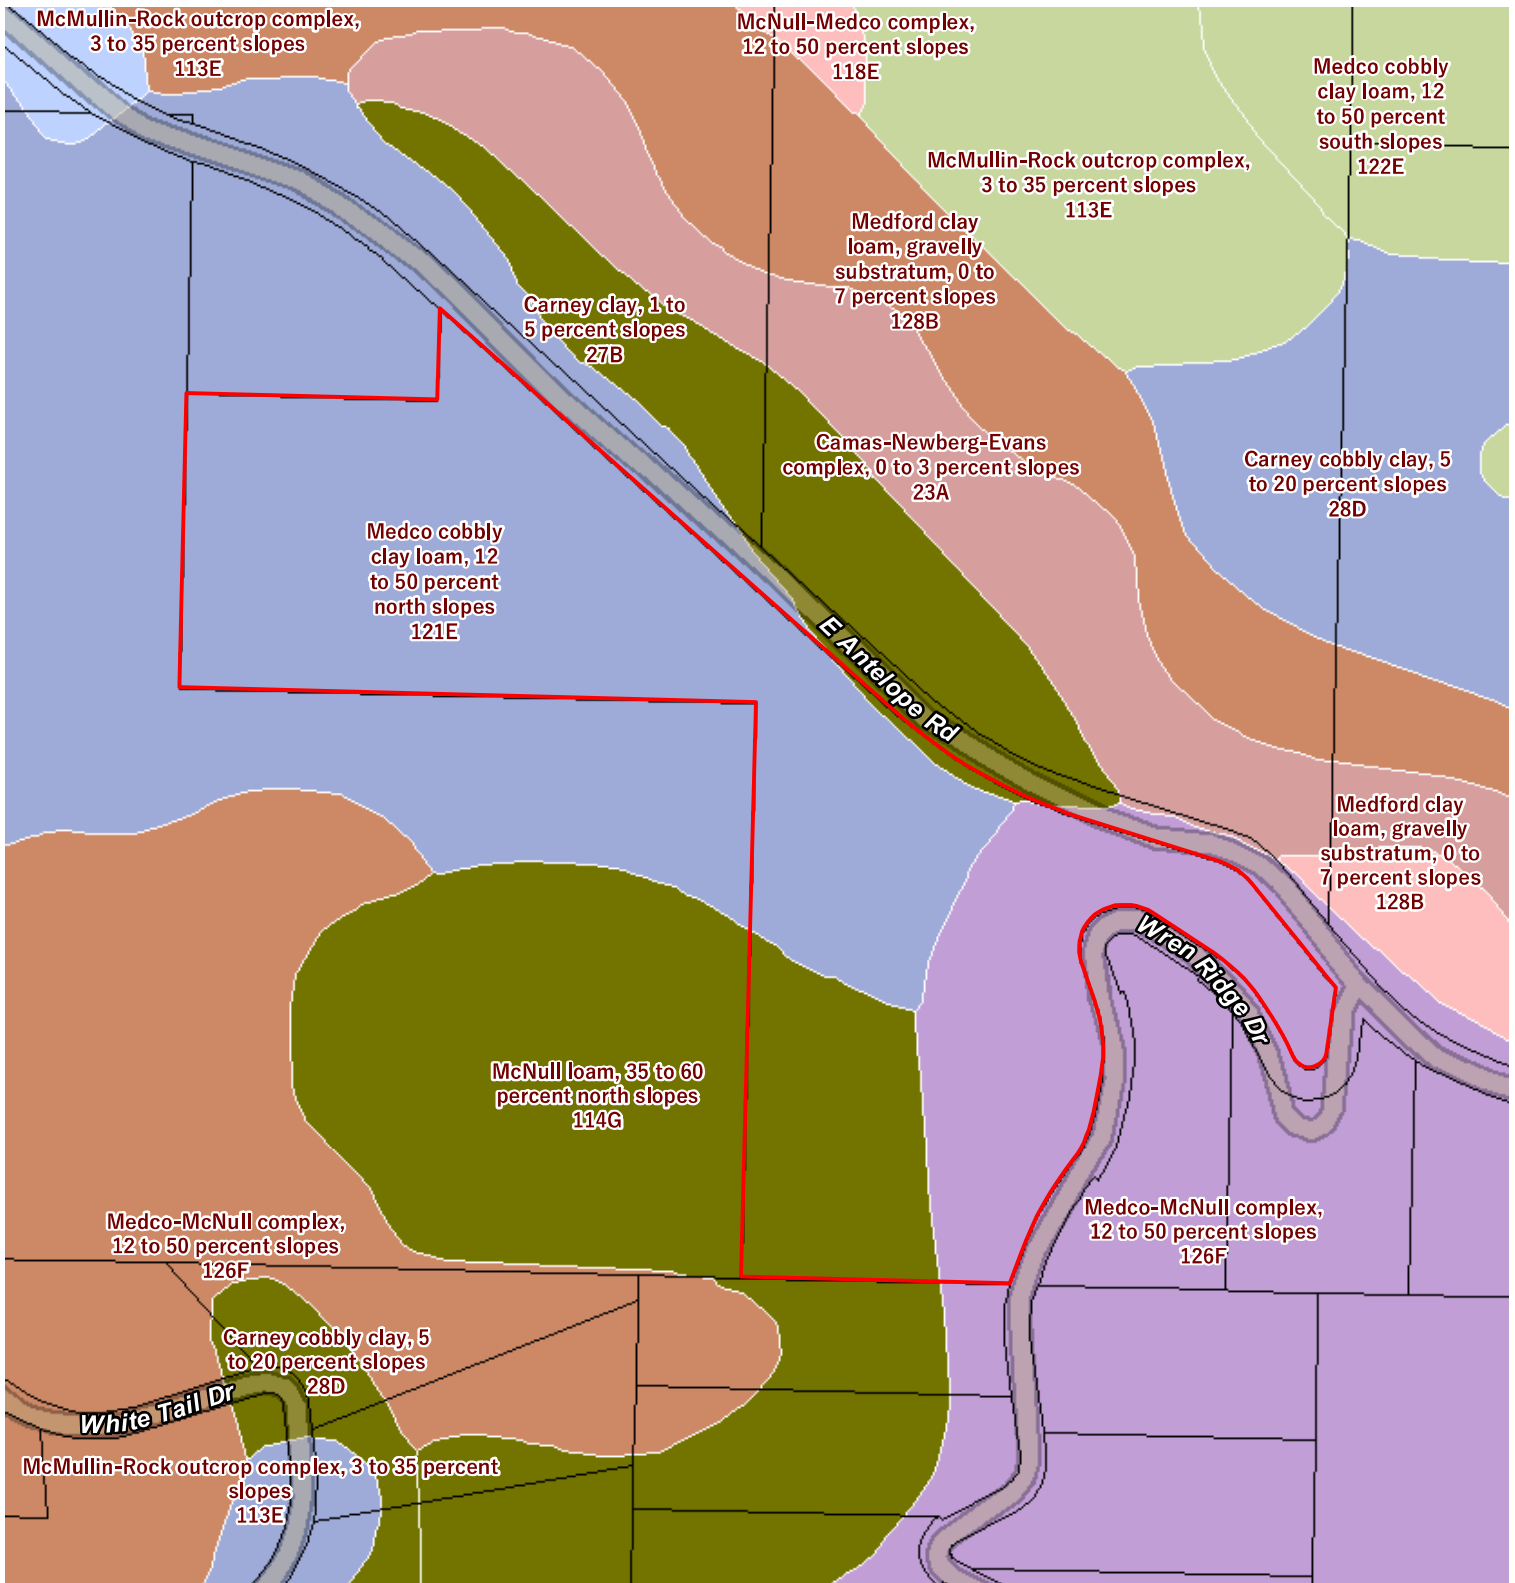 McMullin-Rock outcrop complex,
3 to 35 percent slopes
113E
McNull-Medco complex,
12 to 50 percent slopes
118E
Medco cobbly
clay loam, 12
to 50 percent
south slopes
122E
McMullin-Rock outcrop complex,
3 to 35 percent slopes
113E
Medford clay
loam, gravelly
substratum, 0 to
7 percent slopes
128B
Carney clay, 1 to
5 percent slopes
27B
Camas-Newberg-Evans
complex, 0 to 3 percent slopes
23A
Carney cobbly clay, 5
to 20 percent slopes
28D
Medco cobbly
clay loam, 12
to 50 percent
north slopes
121E
E Antelope Rd
Medford clay
loam, gravelly
substratum, 0 to
7 percent slopes
128B
Wren Ridge Dr
McNull loam, 35 to 60
percent north slopes
114G
Medco-McNull complex,
12 to 50 percent slopes
126F
Medco-McNull complex,
12 to 50 percent slopes
126F
Carney cobbly clay, 5
to 20 percent slopes
28D
White Tail Dr
McMullin-Rock outcrop complex, 3 to 35 percent
slopes
113E